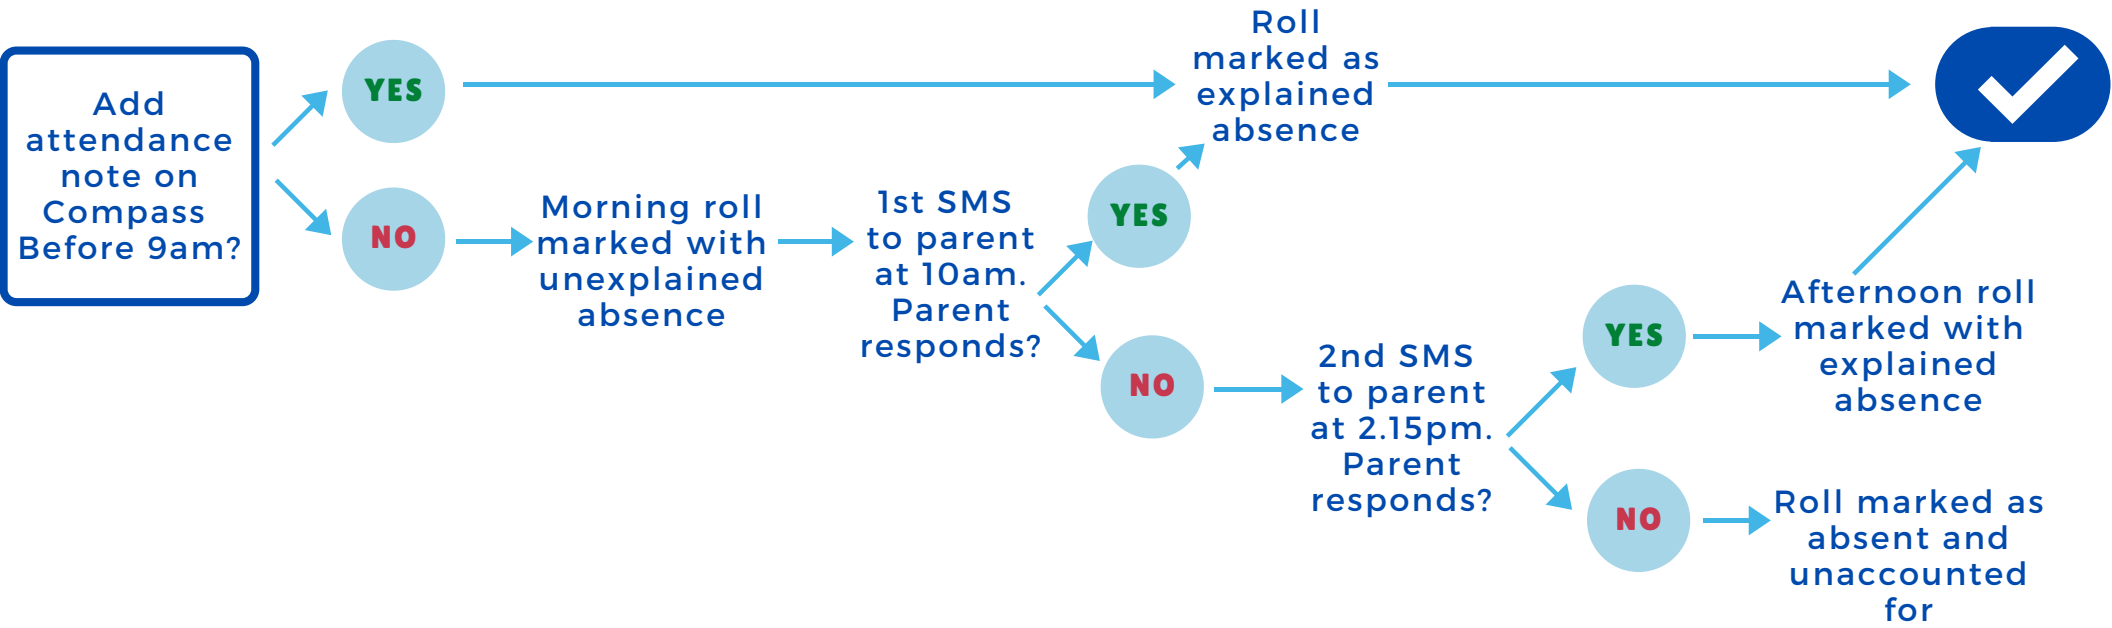 Add
attendance
note on
Compass
Before 9am?
YES
NO
Morning roll
marked with
unexplained
absence
1st SMS
to parent
at 10am.
Parent
responds?
YES
NO
Roll
marked as
explained
absence
2nd SMS
to parent
at 2.15pm.
Parent
responds?
YES
NO
Afternoon roll
marked with
explained
absence
Roll marked as
absent and
unaccounted
for